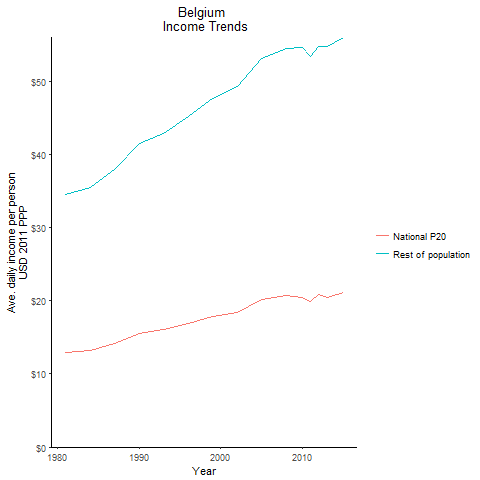 Belgium
Income Trends
Ave. daily income per person
USD 2011 PPP
$50
$40
$30
$20
$10
$0
1980
1990
2000
2010
Year
National P20
Rest of population